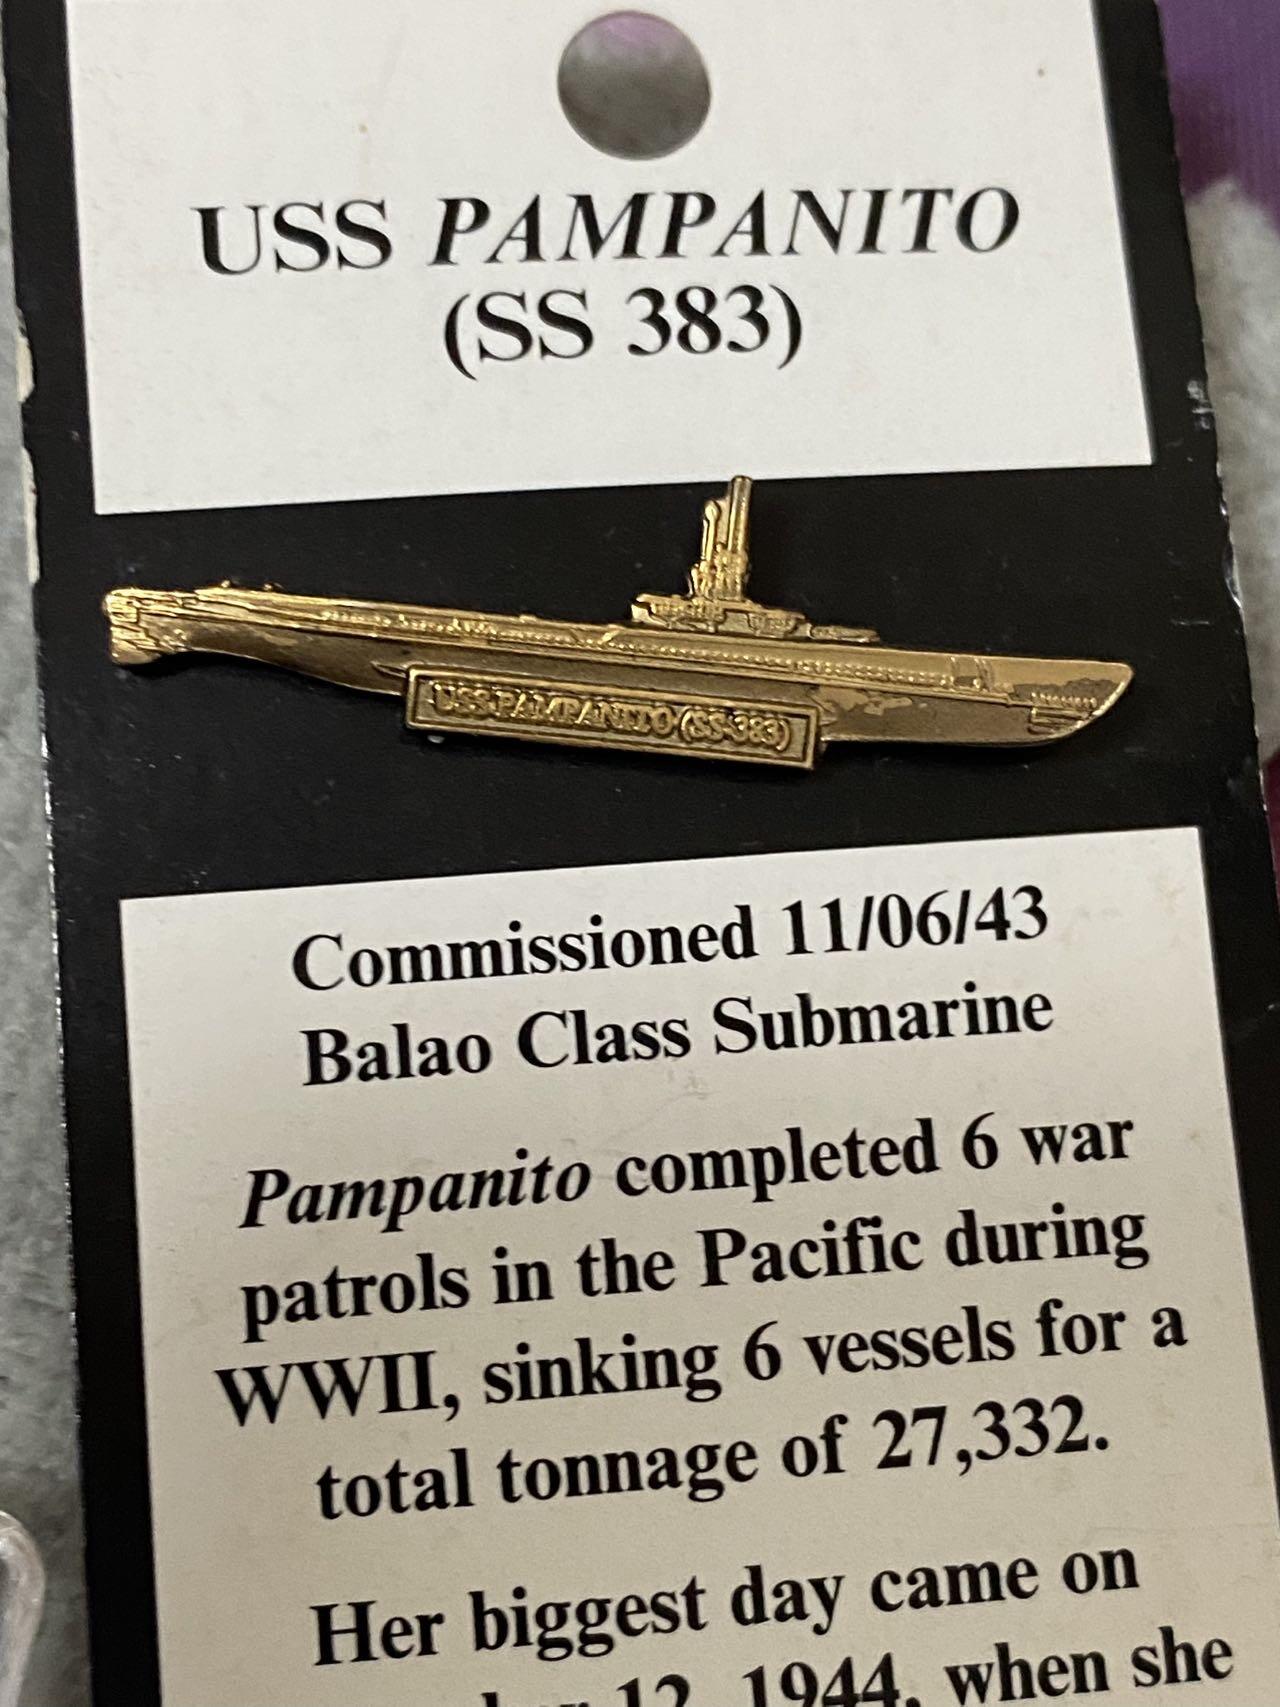 USS PAMPANITO
(SS 383)
USS PAMPANITO (SS-383)
Commissioned 11/06/43
Balao Class Submarine
Pampanito completed 6 war
patrols in the Pacific during
WWII, sinking 6 vessels for a
total tonnage of 27,332.
Her biggest day came on
12, 1944, when she